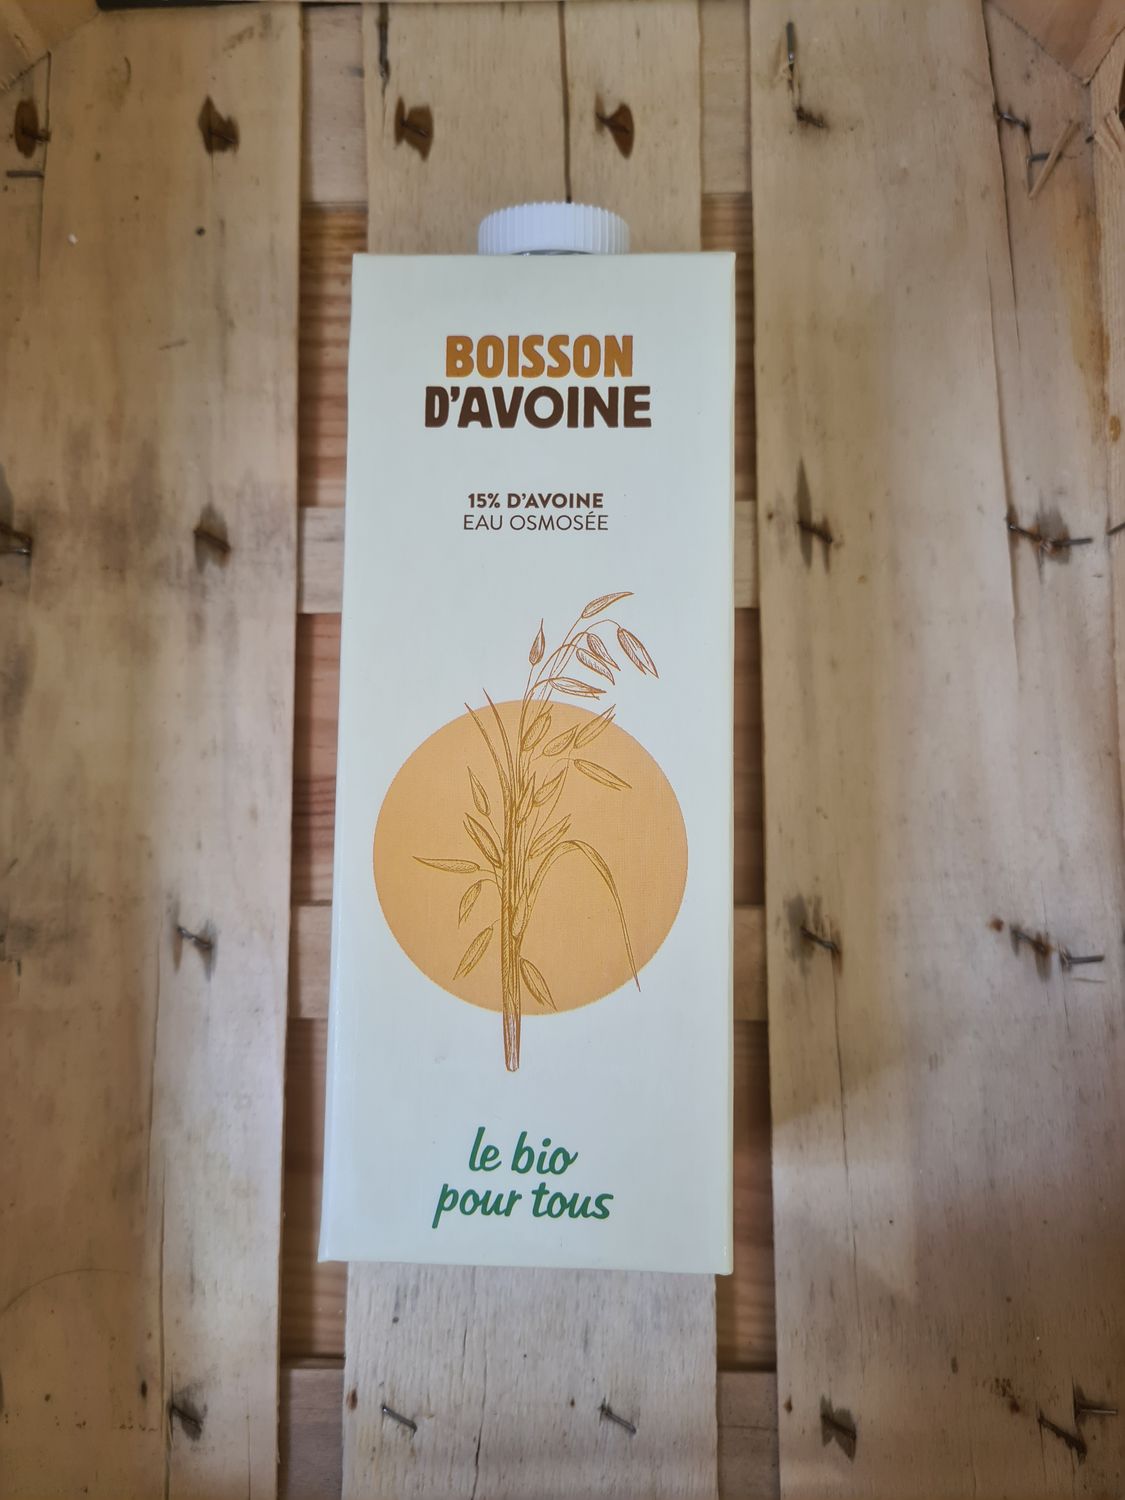 BOISSON
D'AVOINE
15% D'AVOINE
EAU OSMOSÉE
le bio
pour tous